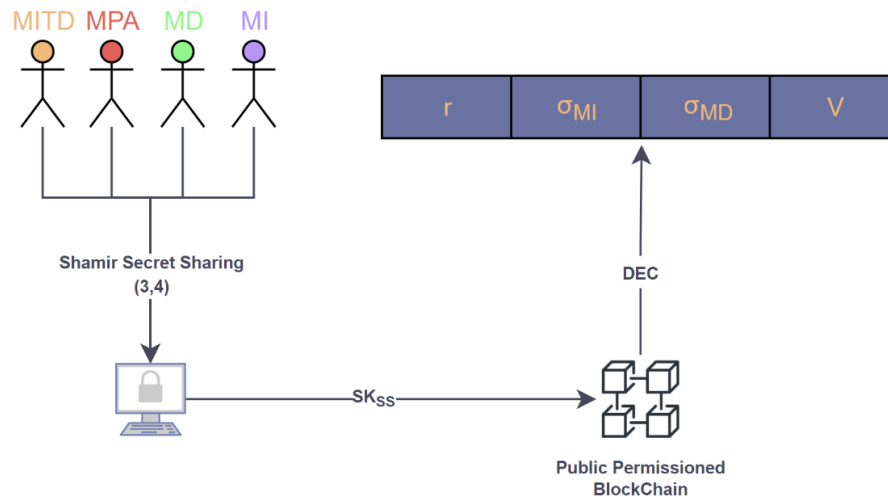 MITD MPA MD MI
r σMI σMD V
Shamir Secret Sharing
(3,4)
DEC
SKSS
Public Permissioned
BlockChain